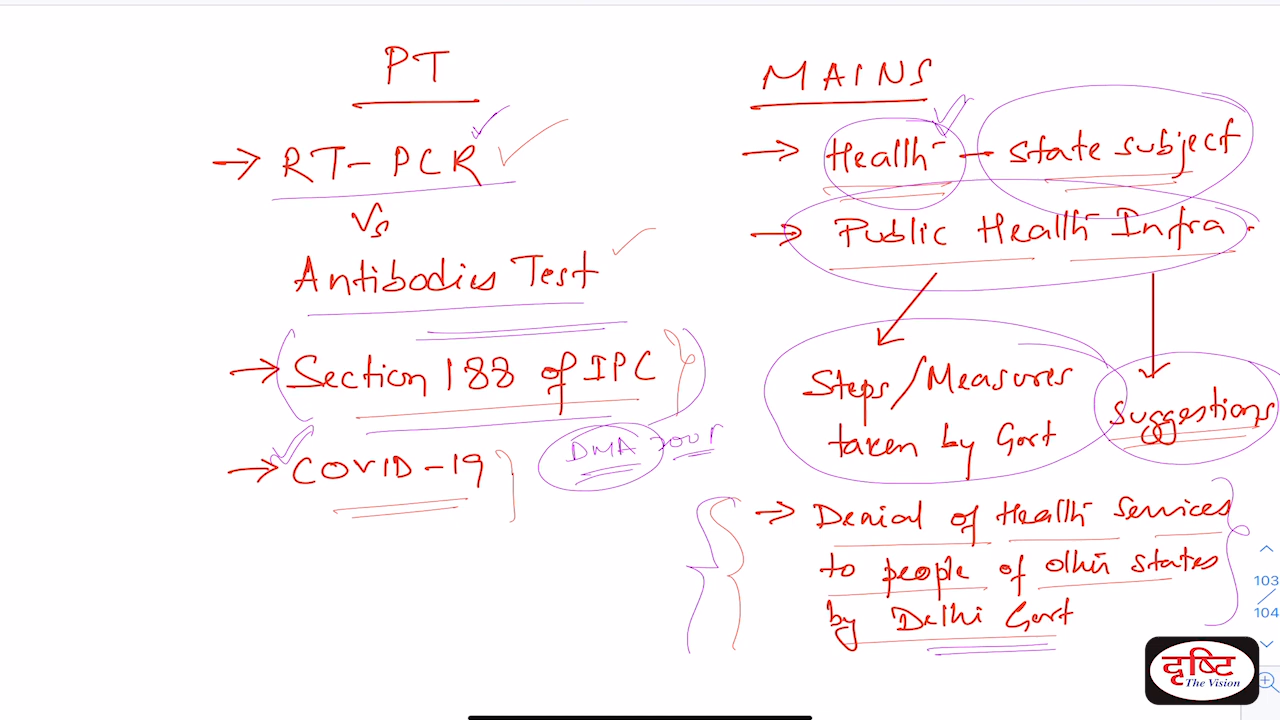 PT
→ RT-PCR
Vs
Antibodies Test
→ Section 188 of IPC
DMA 2005
→ COVID-19
MAINS
→ Health - State subject
→ Public Health Infra.
Steps/Measures
taken by Govt
Suggestions
→ Denial of Health Services
to people of other states
by Delhi Govt
103
/
104
दृष्टि
The Vision